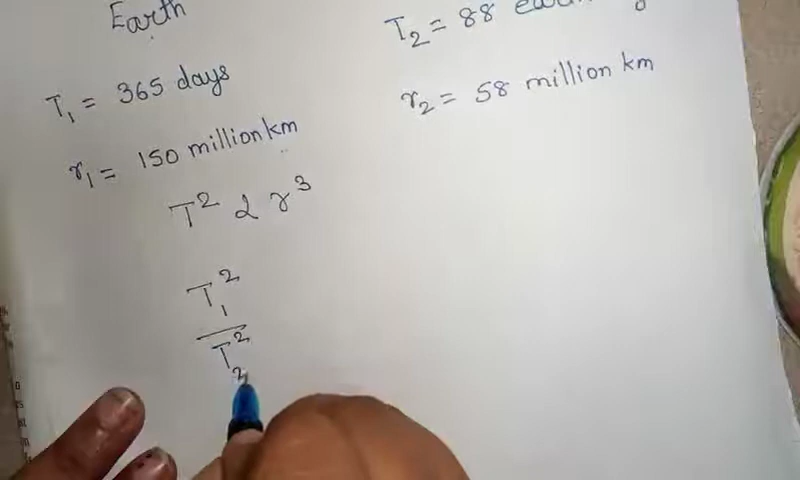 Earth
T₁ = 365 days
r₁ = 150 million km
T₂ = 88
r₂ = 58 million km
T² α r³
T₁²
T₂²